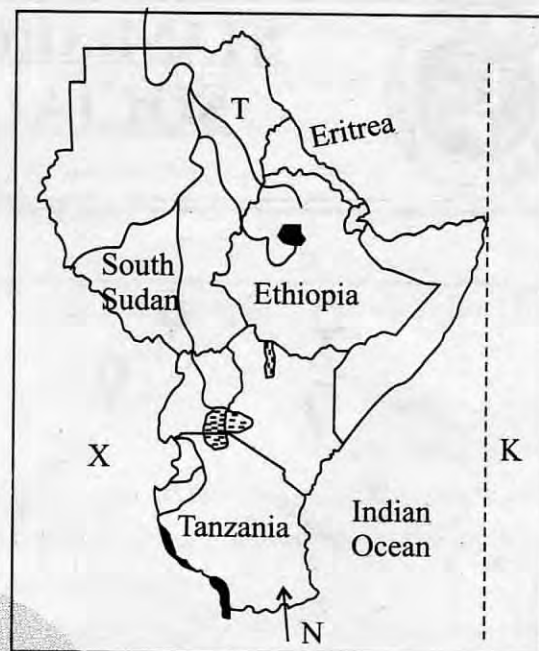 T
Eritrea
South
Sudan
Ethiopia
X
K
Indian
Ocean
Tanzania
N